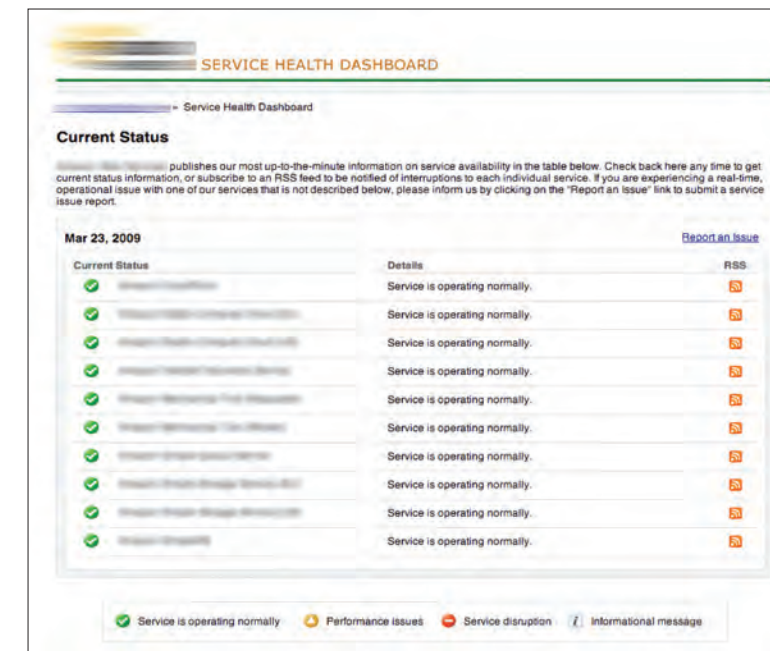 SERVICE HEALTH DASHBOARD
» Service Health Dashboard
Current Status
publishes our most up-to-the-minute information on service availability in the table below. Check back here any time to get
current status information, or subscribe to an RSS feed to be notified of interruptions to each individual service. If you are experiencing a real-time,
operational issue with one of our services that is not described below, please inform us by clicking on the "Report an Issue" link to submit a service
issue report.
Mar 23, 2009 Report an Issue
Current Status Details RSS
Service is operating normally.
Service is operating normally.
Service is operating normally.
Service is operating normally.
Service is operating normally.
Service is operating normally.
Service is operating normally.
Service is operating normally.
Service is operating normally.
Service is operating normally.
Service is operating normally Performance issues Service disruption i Informational message